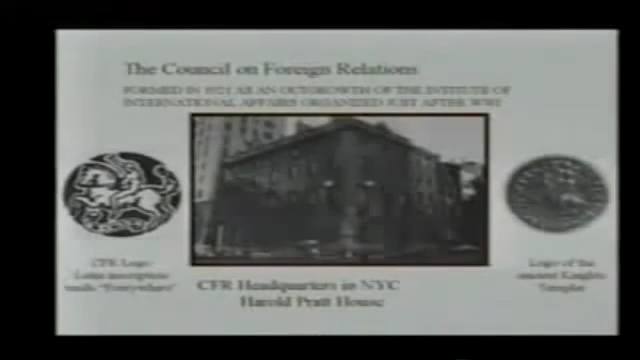 The Council on Foreign Relations
FORMED IN 1921 AS AN OUTGROWTH OF THE INTITUTE OF
INTERNATIONAL AFFAIRS ORGANIZED JUST AFTER WWI
CFR Logo
Latin inscription
reads "Everywhere"
Logo of the
ancient Knights
Templar
CFR Headquarters in NYC
Harold Pratt House